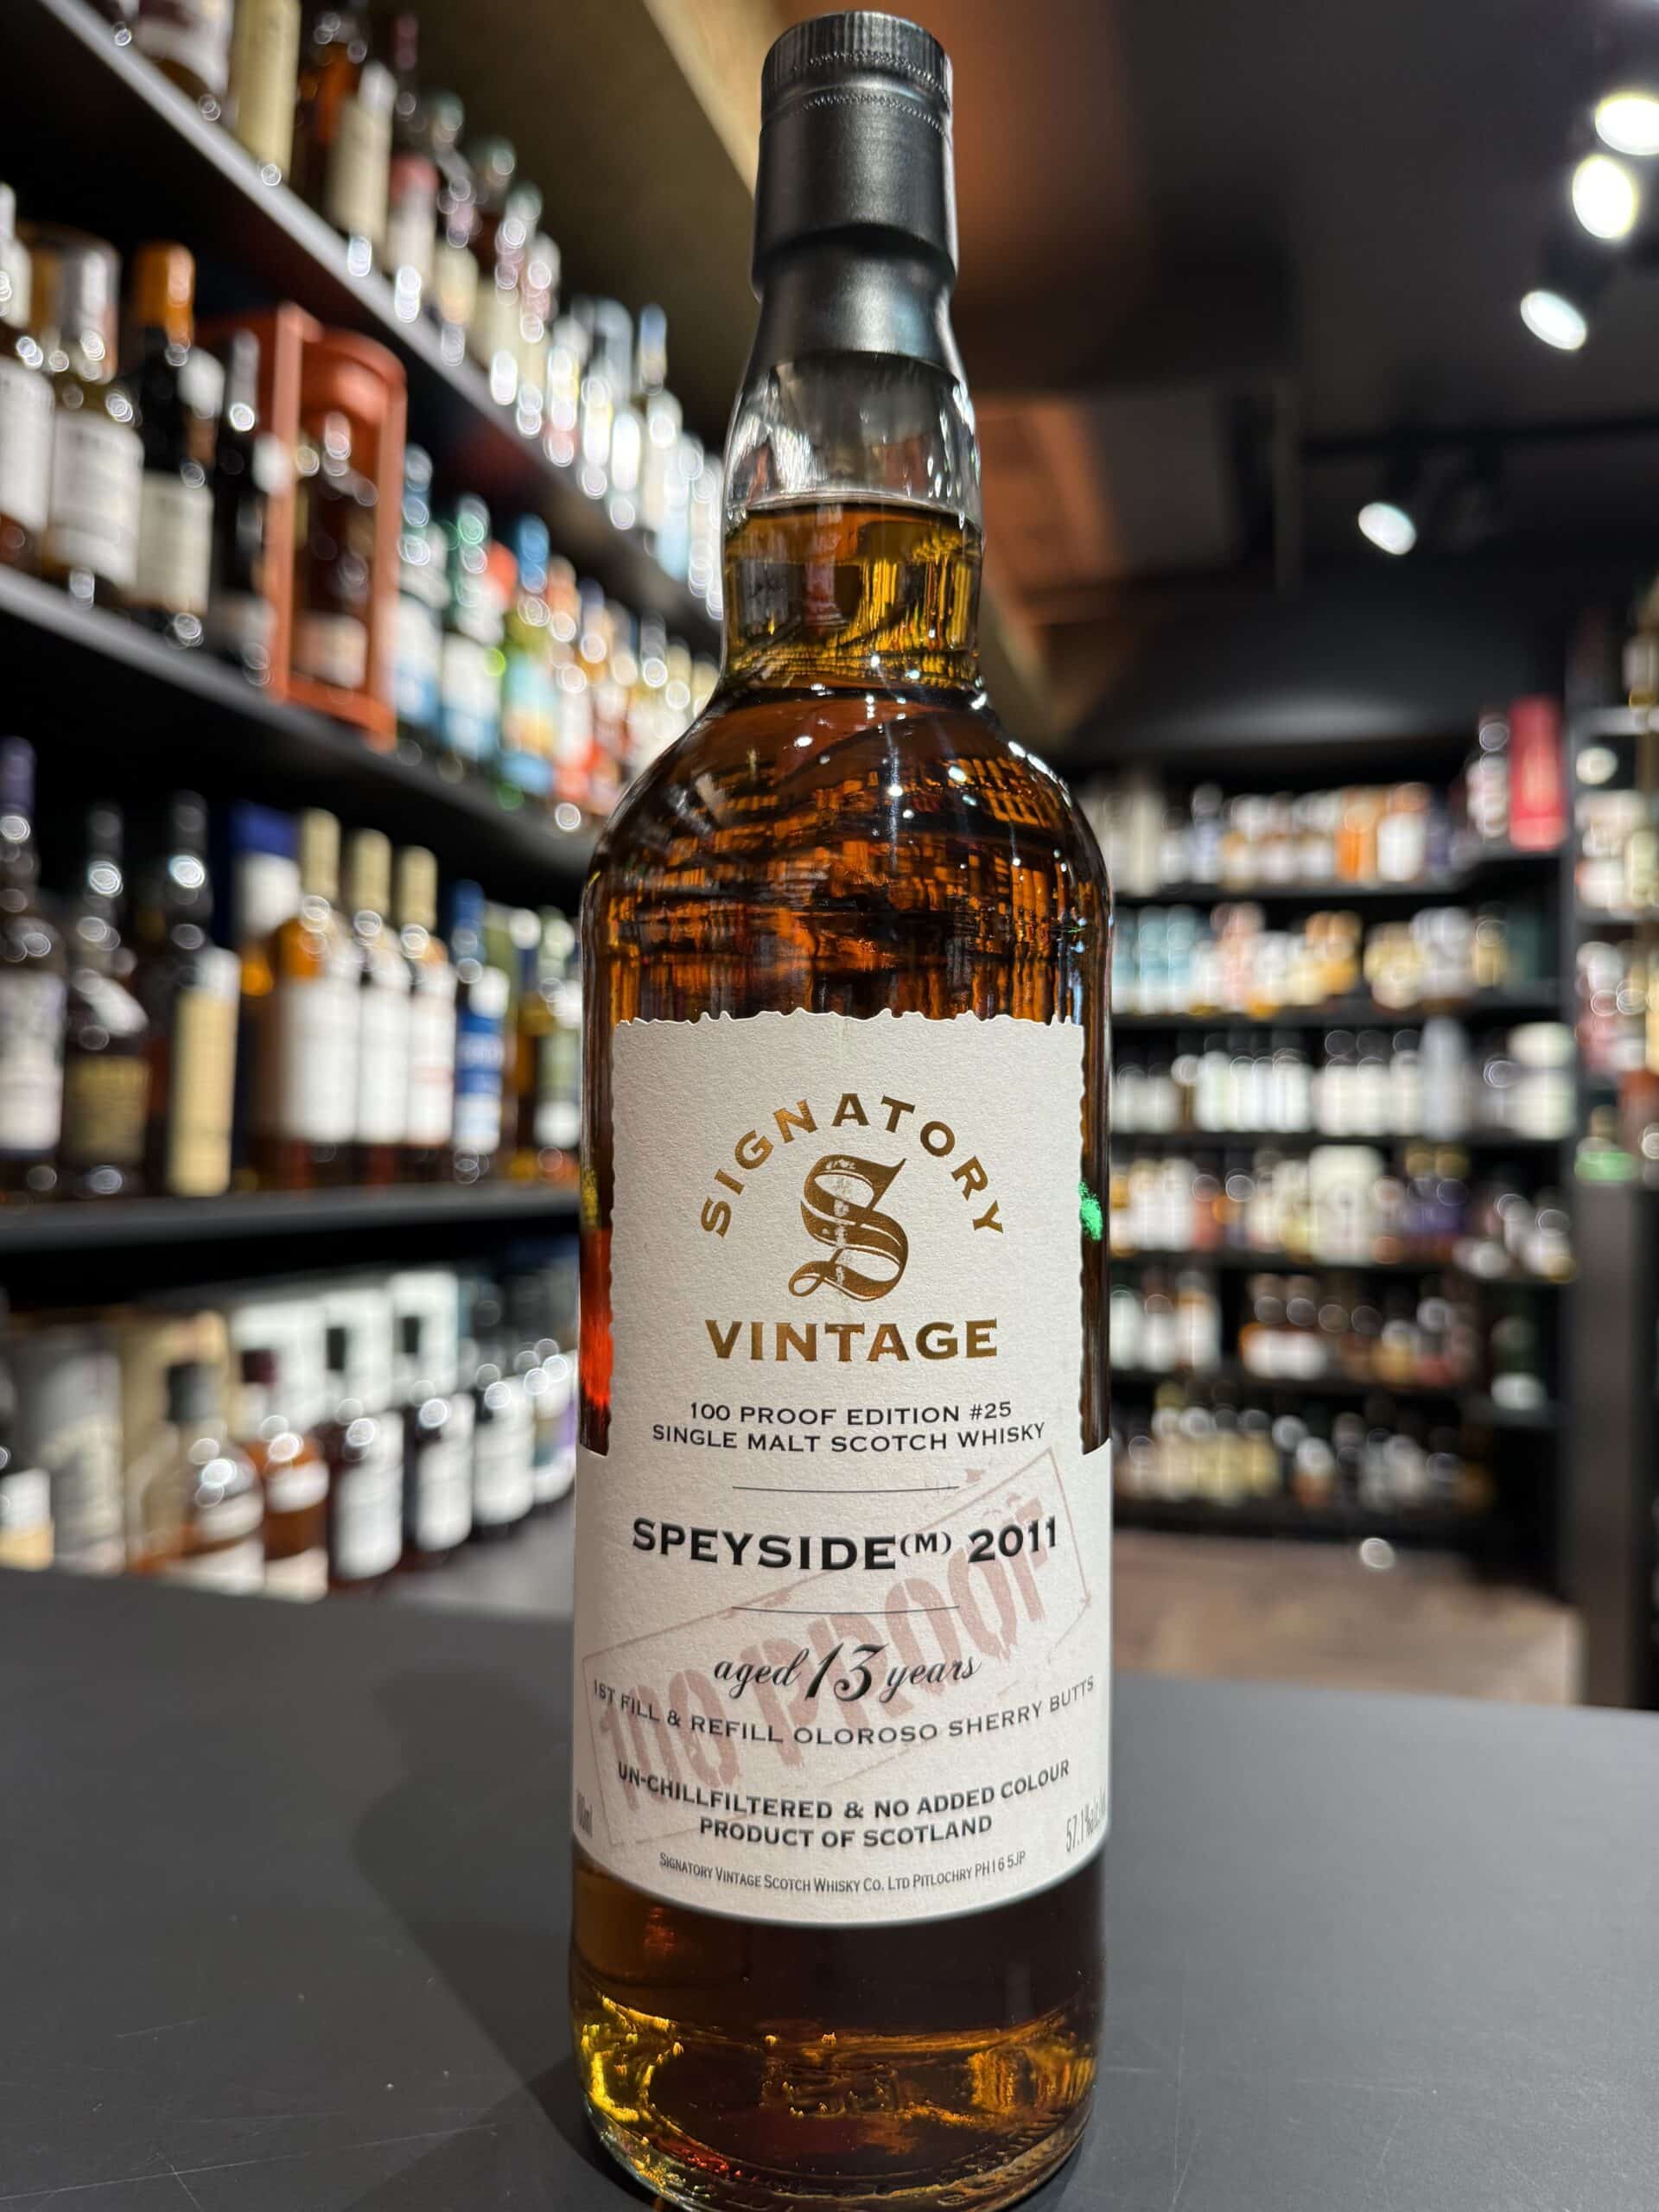 SIGNATORY
S
VINTAGE
100 PROOF EDITION #25
SINGLE MALT SCOTCH WHISKY
SPEYSIDE(M) 2011
100 PROOF
aged 13 years
1ST FILL & REFILL OLOROSO SHERRY BUTTS
UN-CHILLFILTERED & NO ADDED COLOUR
PRODUCT OF SCOTLAND
57.1%
SIGNATORY VINTAGE SCOTCH WHISKY CO. LTD PITLOCHRY PH16 5JP